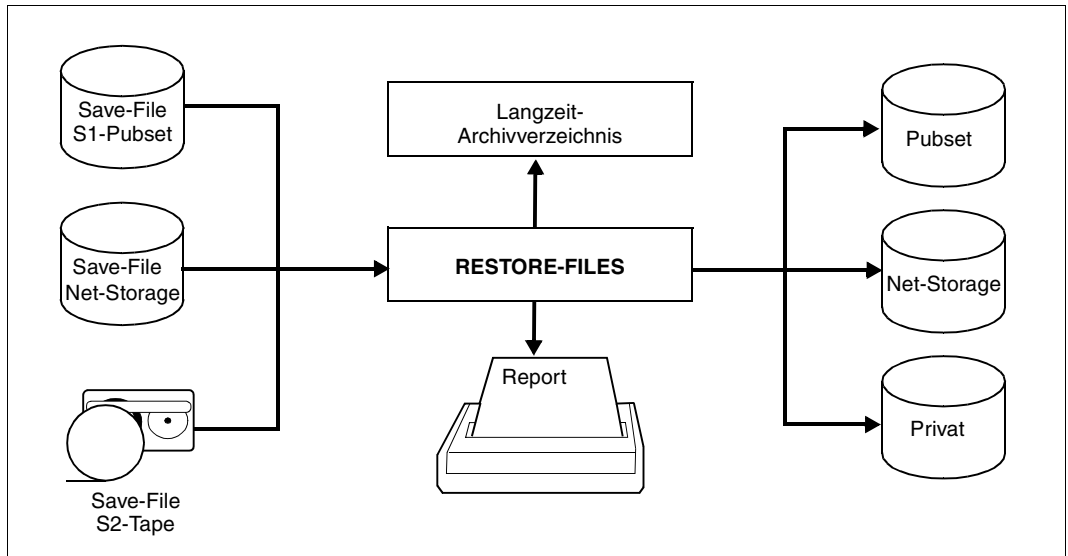 Save-File
S1-Pubset
Save-File
Net-Storage
Save-File
S2-Tape
Langzeit-
Archivverzeichnis
RESTORE-FILES
Report
Pubset
Net-Storage
Privat